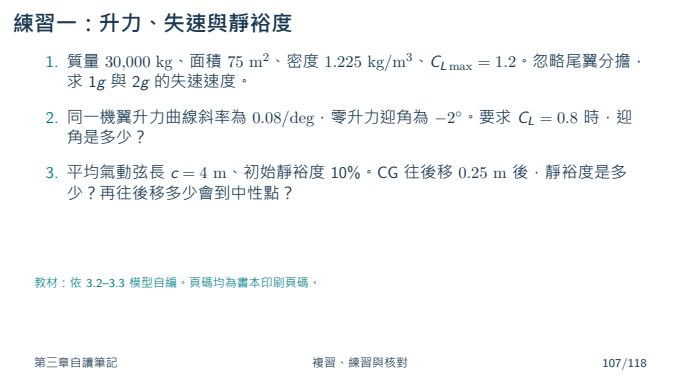 練習一：升力、失速與靜裕度
1. 質量 30,000 kg、面積 75 m²、密度 1.225 kg/m³、C_{L max} = 1.2。忽略尾翼分擔，
求 1g 與 2g 的失速速度。
2. 同一機翼升力曲線斜率為 0.08/deg，零升力迎角為 −2°。要求 C_L = 0.8 時，迎
角是多少？
3. 平均氣動弦長 c = 4 m、初始靜裕度 10%。CG 往後移 0.25 m 後，靜裕度是多
少？再往後移多少會到中性點？
教材：依 3.2–3.3 模型自編。頁碼均為書本印刷頁碼。
第三章自讀筆記
複習、練習與核對
107/118